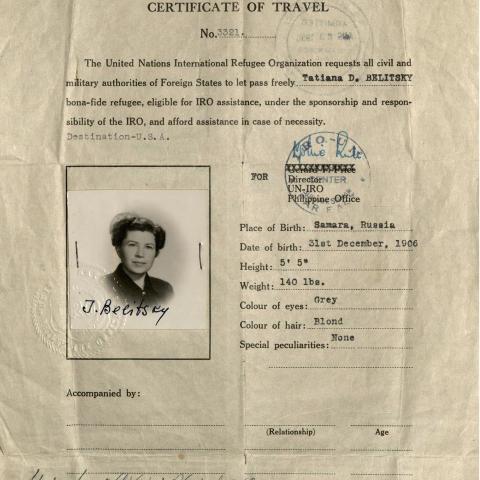 CERTIFICATE OF TRAVEL
No. 3321.
The United Nations International Refugee Organization requests all civil and
military authorities of Foreign States to let pass freely Tatiana D. BELITSKY
bona-fide refugee, eligible for IRO assistance, under the sponsorship and respon-
sibility of the IRO, and afford assistance in case of necessity.
Destination-U.S.A.
FOR
Gerard F. Price
Director
UN-IRO
Philippine Office
Place of Birth: Samara, Russia
Date of birth: 31st December, 1906
Height: 5' 5"
Weight: 140 lbs.
Colour of eyes: Grey
Colour of hair: Blond
Special peculiarities: None
T. Belitsky
Accompanied by:
(Relationship) Age